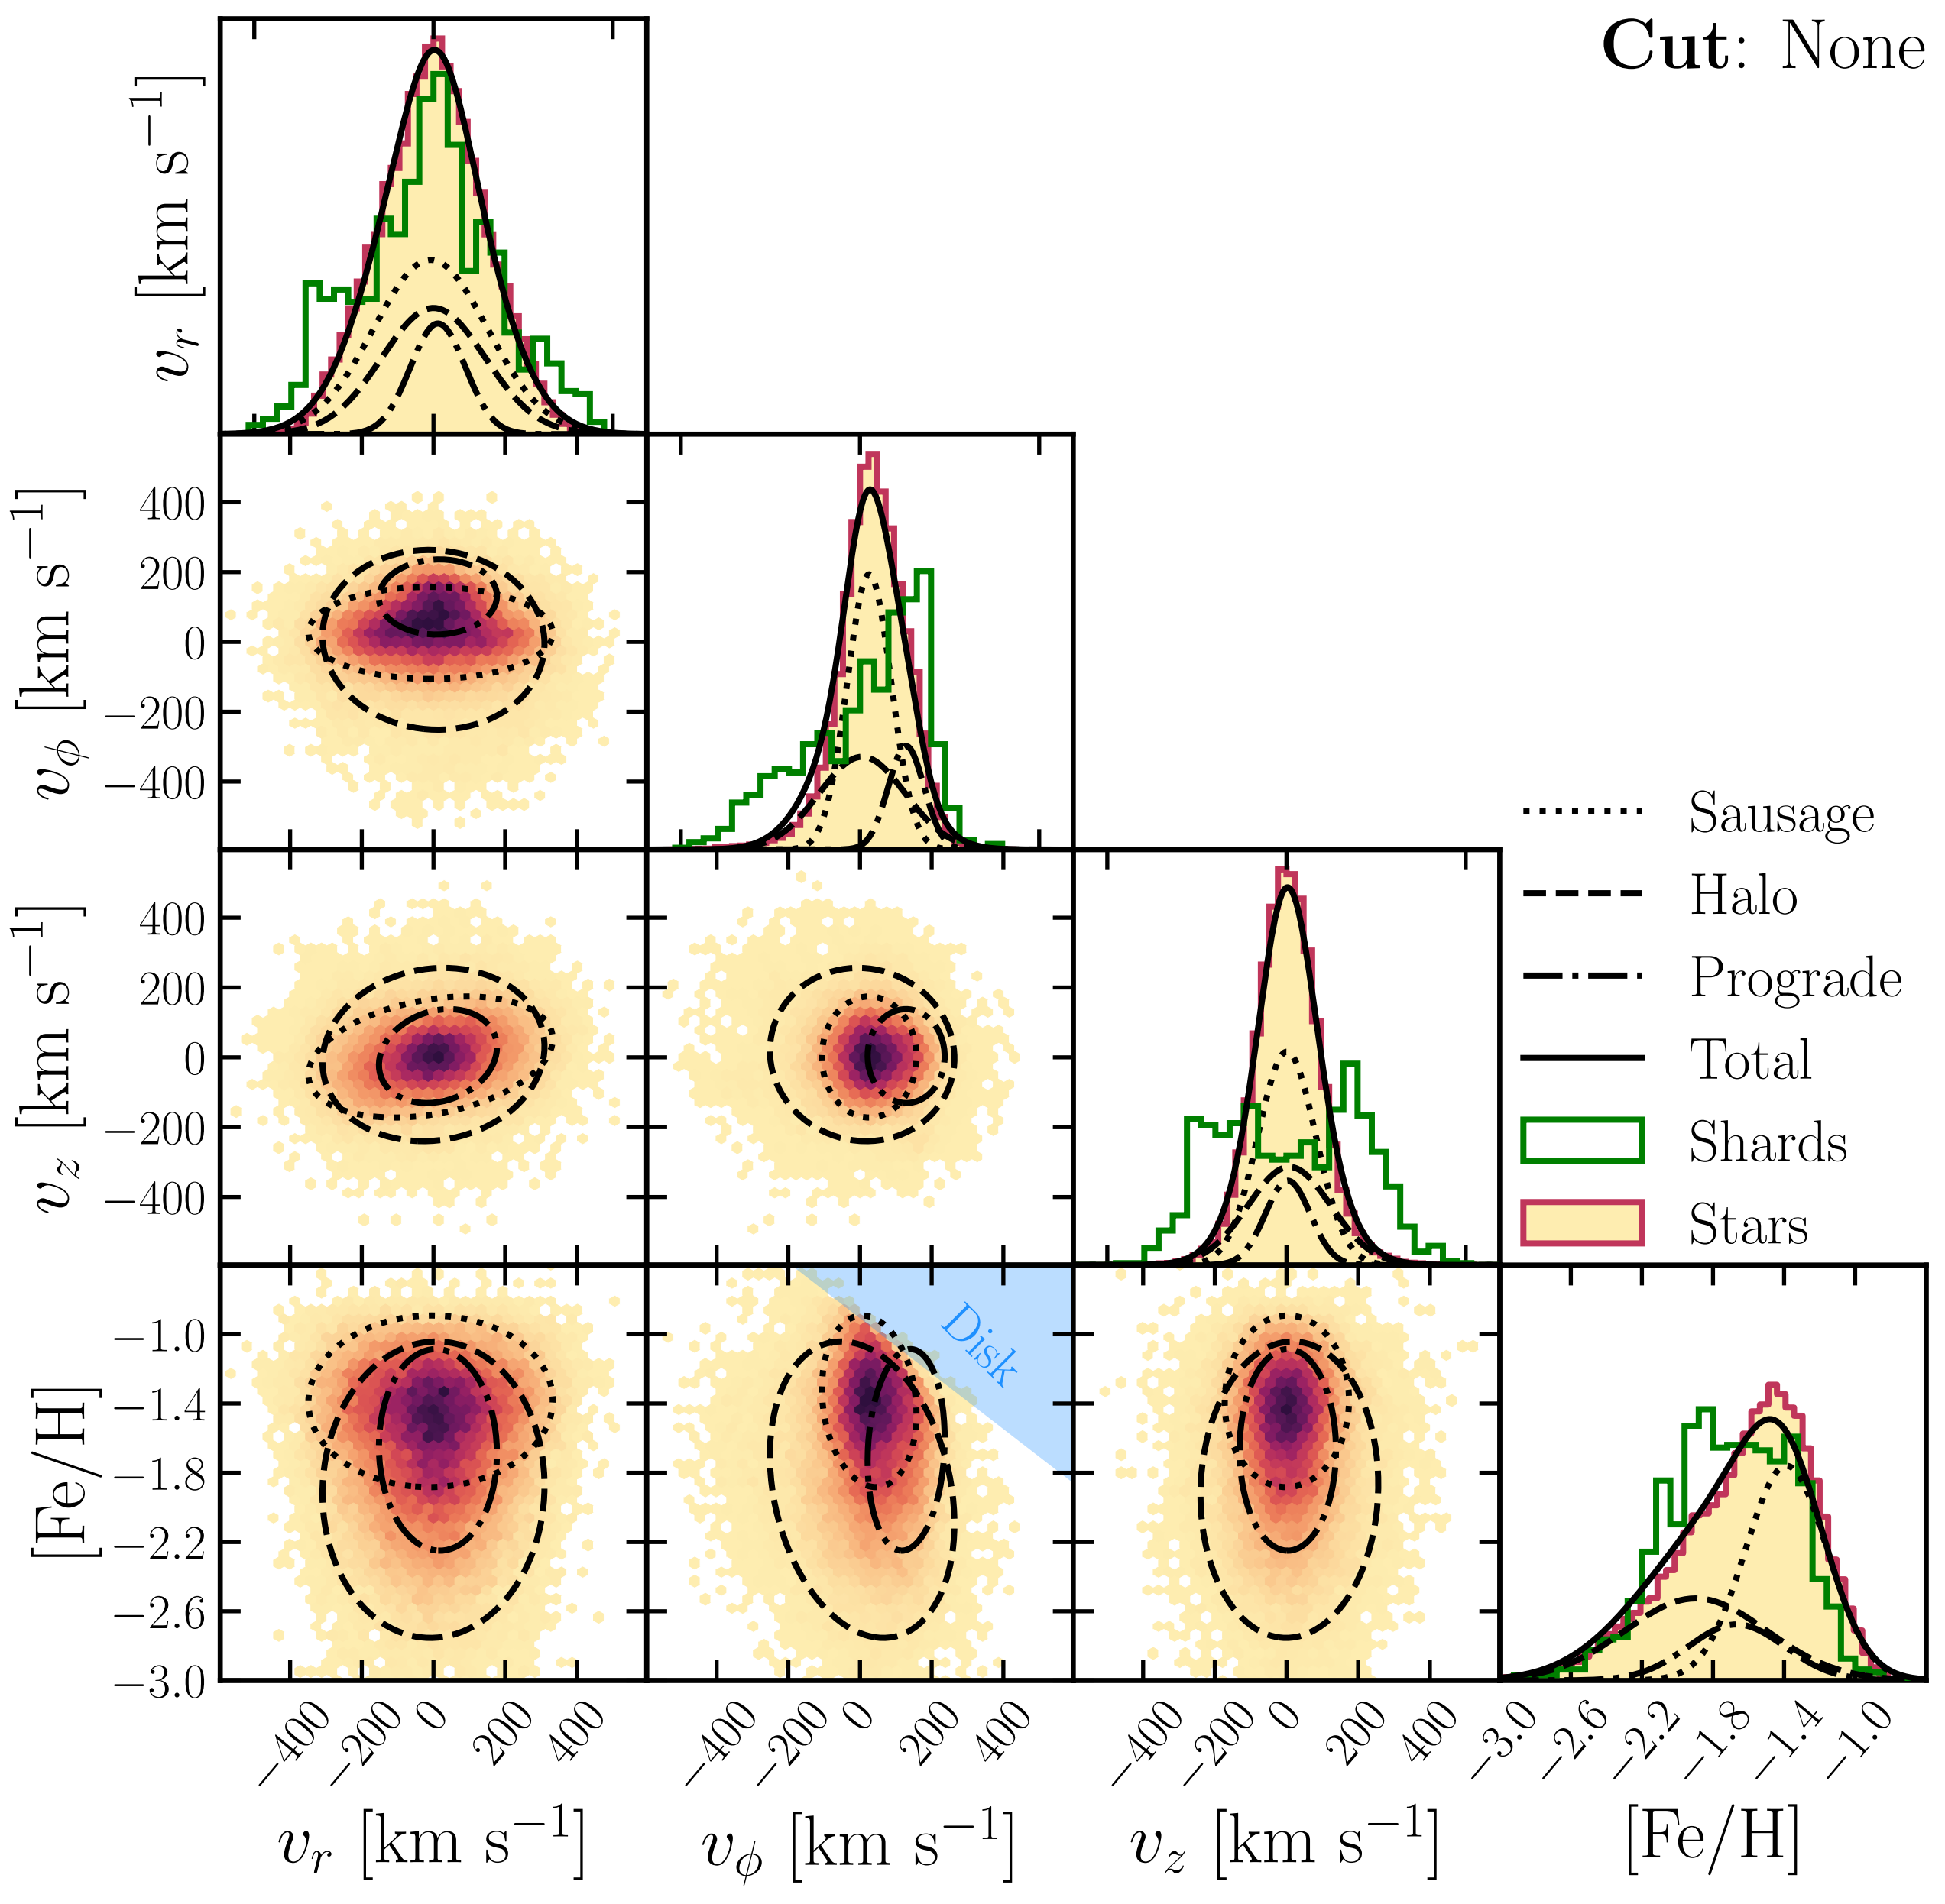 Cut: None
v_r [km s⁻¹]
v_ϕ [km s⁻¹]
400
200
0
−200
−400
v_z [km s⁻¹]
400
200
0
−200
−400
Sausage
Halo
Prograde
Total
Shards
Stars
[Fe/H]
−1.0
−1.4
−1.8
−2.2
−2.6
−3.0
Disk
−400 −200 0 200 400
−400 −200 0 200 400
−400 −200 0 200 400
−3.0 −2.6 −2.2 −1.8 −1.4 −1.0
v_r [km s⁻¹]
v_ϕ [km s⁻¹]
v_z [km s⁻¹]
[Fe/H]